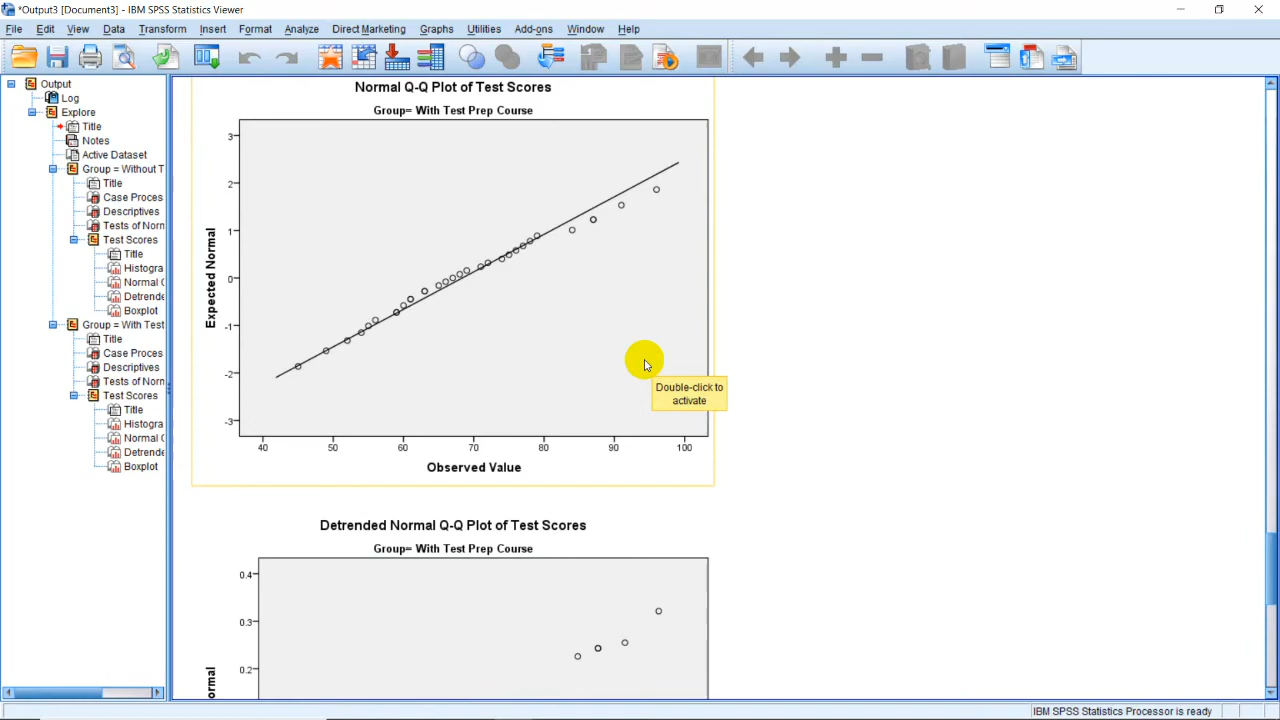 *Output3 [Document3] - IBM SPSS Statistics Viewer
File Edit View Data Transform Insert Format Analyze Direct Marketing Graphs Utilities Add-ons Window Help
Output
Log
Explore
Title
Notes
Active Dataset
Group = Without T
Title
Case Proces
Descriptives
Tests of Norn
Test Scores
Title
Histogra
Normal Q
Detrende
Boxplot
Group = With Test
Title
Case Proces
Descriptives
Tests of Norn
Test Scores
Title
Histogra
Normal Q
Detrende
Boxplot
Normal Q-Q Plot of Test Scores
Group= With Test Prep Course
3
2
1
0
-1
-2
-3
Expected Normal
40 50 60 70 80 90 100
Observed Value
Double-click to
activate
Detrended Normal Q-Q Plot of Test Scores
Group= With Test Prep Course
0.4
0.3
0.2
ormal
IBM SPSS Statistics Processor is ready